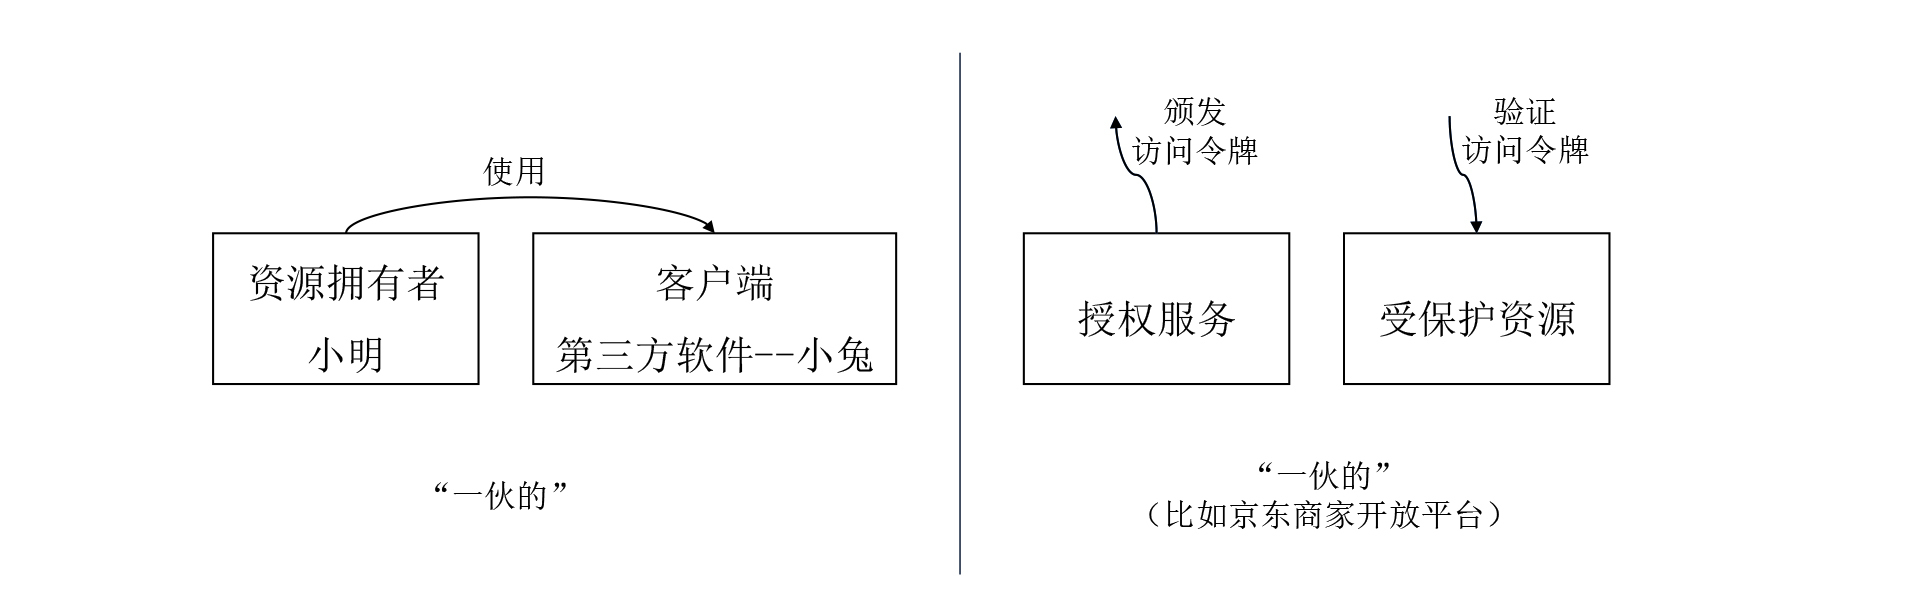 使用
资源拥有者
小明
客户端
第三方软件--小兔
“一伙的”
颁发
访问令牌
验证
访问令牌
授权服务
受保护资源
“一伙的”
（比如京东商家开放平台）